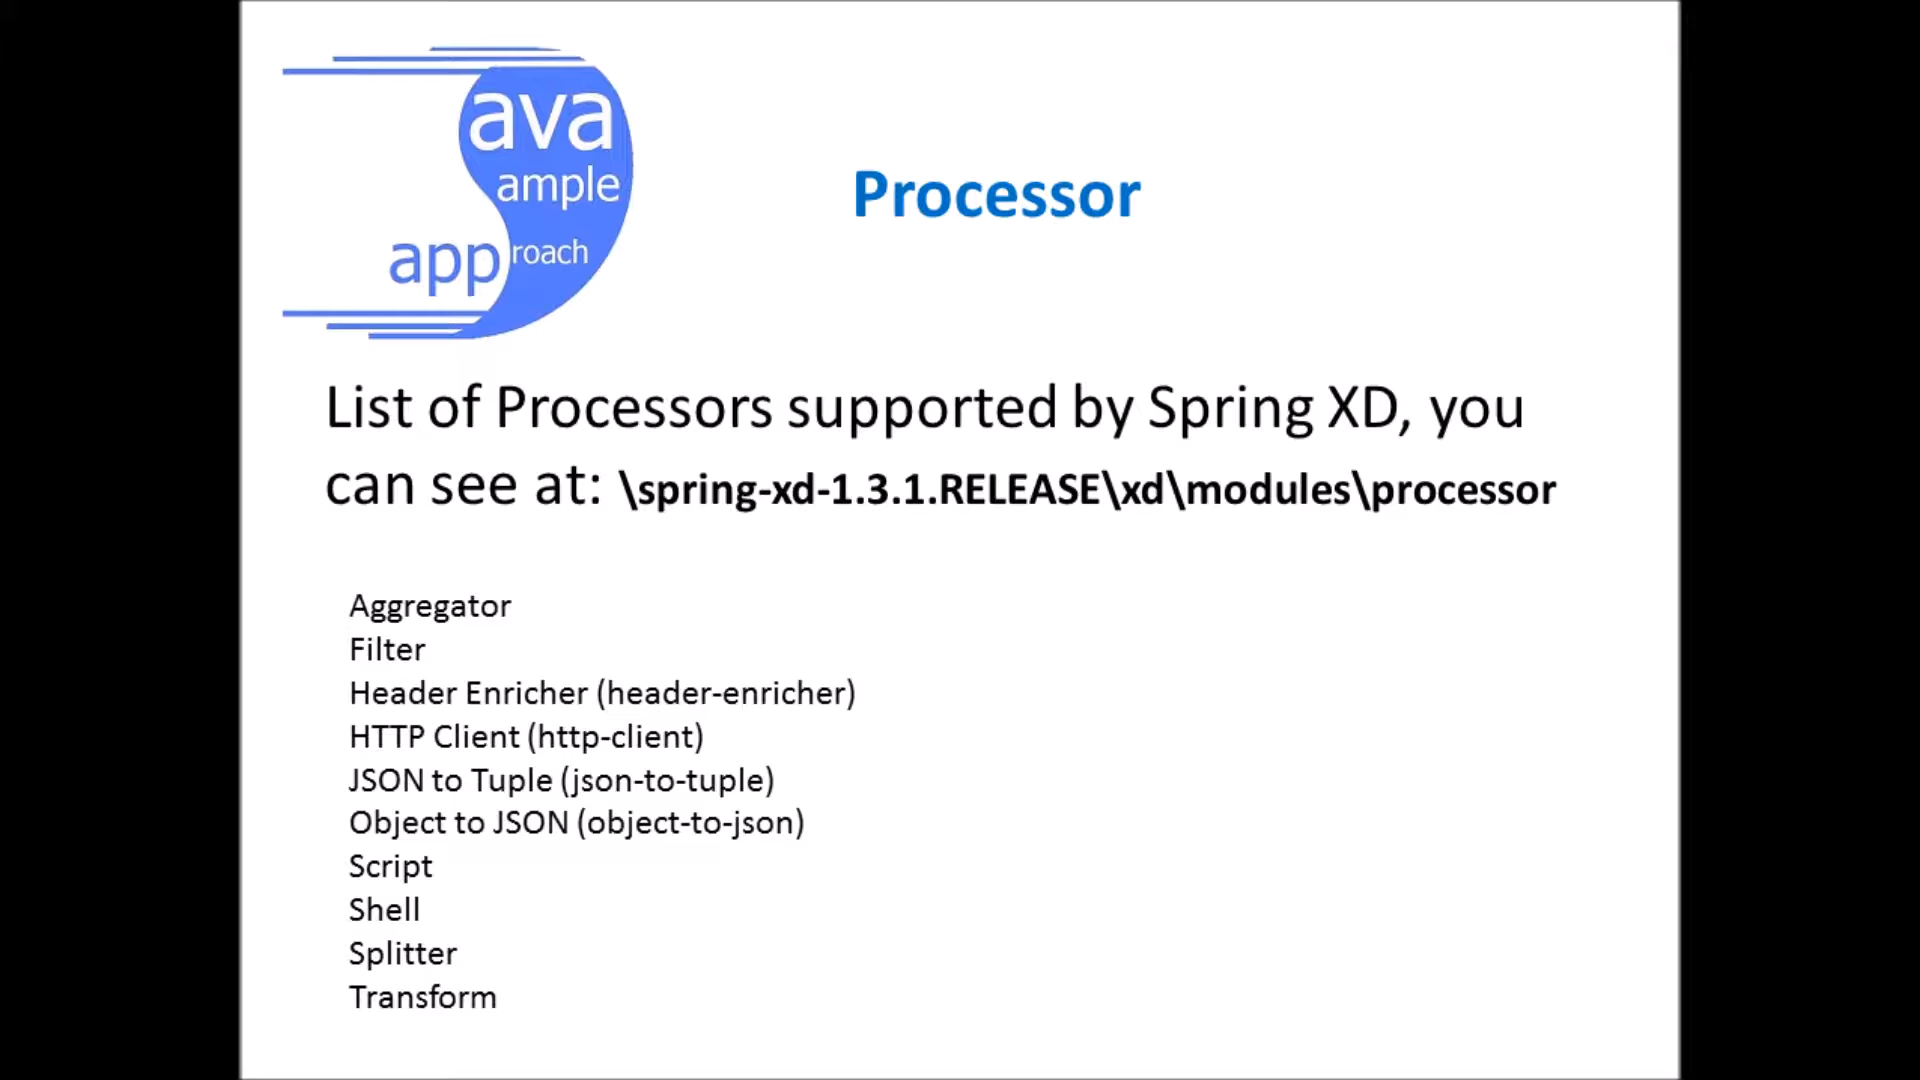 ava
ample
approach
Processor
List of Processors supported by Spring XD, you
can see at: \spring-xd-1.3.1.RELEASE\xd\modules\processor
Aggregator
Filter
Header Enricher (header-enricher)
HTTP Client (http-client)
JSON to Tuple (json-to-tuple)
Object to JSON (object-to-json)
Script
Shell
Splitter
Transform